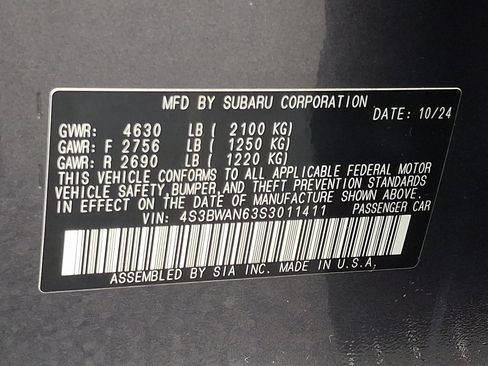 MFD BY SUBARU CORPORATION
DATE: 10/24
GVWR: 4630 LB ( 2100 KG)
GAWR: F 2756 LB ( 1250 KG)
GAWR: R 2690 LB ( 1220 KG)
THIS VEHICLE CONFORMS TO ALL APPLICABLE FEDERAL MOTOR
VEHICLE SAFETY, BUMPER, AND THEFT PREVENTION STANDARDS
IN EFFECT ON THE DATE OF MANUFACTURE SHOWN ABOVE.
VIN: 4S3BWAN63S3011411 PASSENGER CAR
ASSEMBLED BY SIA INC. MADE IN U.S.A.